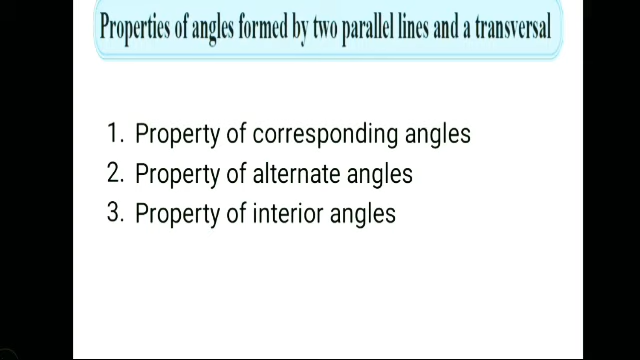 Properties of angles formed by two parallel lines and a transversal
1. Property of corresponding angles
2. Property of alternate angles
3. Property of interior angles